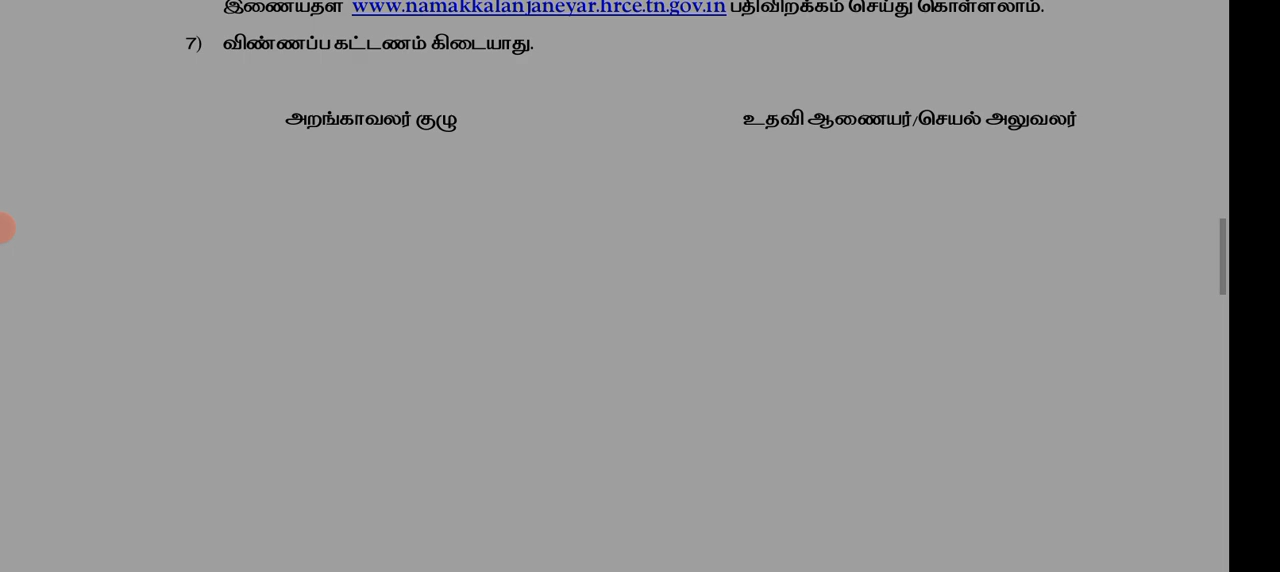 இணையதள www.namakkalanjaneyar.hrce.tn.gov.in பதிவிறக்கம் செய்து கொள்ளலாம்.
7) விண்ணப்ப கட்டணம் கிடையாது.
அறங்காவலர் குழு உதவி ஆணையர்/செயல் அலுவலர்